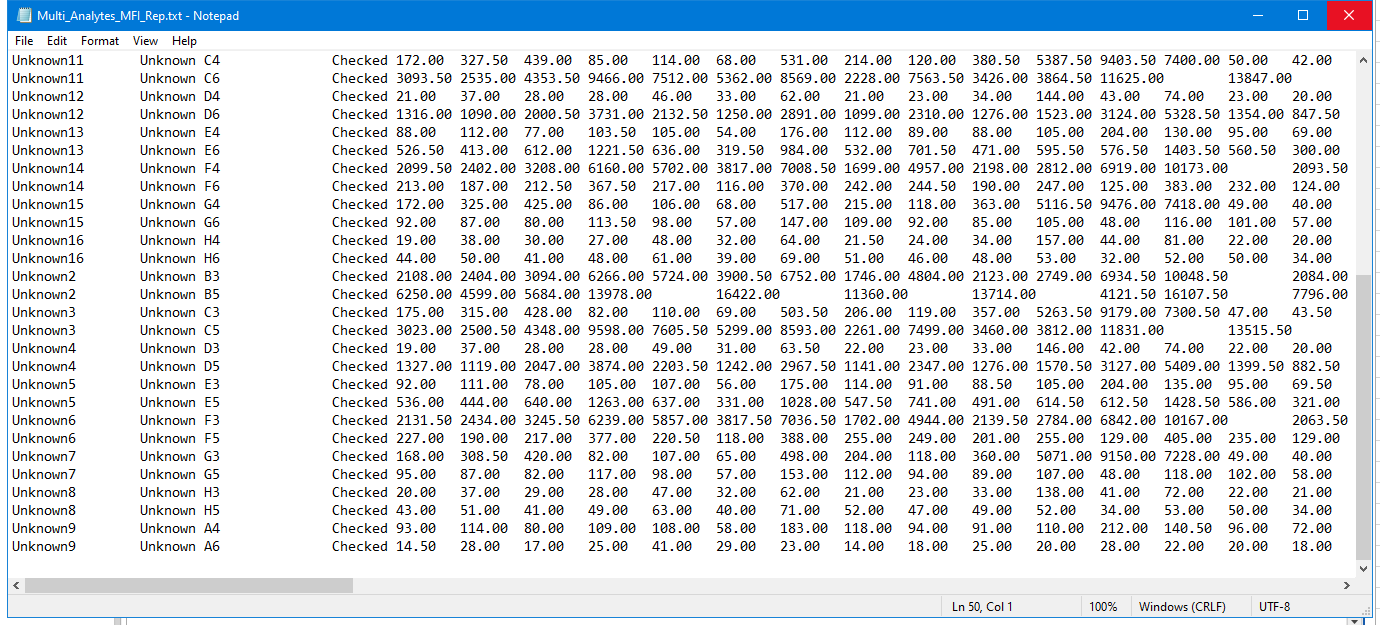 Multi_Analytes_MFI_Rep.txt - Notepad
File Edit Format View Help
Unknown11 Unknown C4 Checked 172.00 327.50 439.00 85.00 114.00 68.00 531.00 214.00 120.00 380.50 5387.50 9403.50 7400.00 50.00 42.00
Unknown11 Unknown C6 Checked 3093.50 2535.00 4353.50 9466.00 7512.00 5362.00 8569.00 2228.00 7563.50 3426.00 3864.50 11625.00 13847.00
Unknown12 Unknown D4 Checked 21.00 37.00 28.00 28.00 46.00 33.00 62.00 21.00 23.00 34.00 144.00 43.00 74.00 23.00 20.00
Unknown12 Unknown D6 Checked 1316.00 1090.00 2000.50 3731.00 2132.50 1250.00 2891.00 1099.00 2310.00 1276.00 1523.00 3124.00 5328.50 1354.00 847.50
Unknown13 Unknown E4 Checked 88.00 112.00 77.00 103.50 105.00 54.00 176.00 112.00 89.00 88.00 105.00 204.00 130.00 95.00 69.00
Unknown13 Unknown E6 Checked 526.50 413.00 612.00 1221.50 636.00 319.50 984.00 532.00 701.50 471.00 595.50 576.50 1403.50 560.50 300.00
Unknown14 Unknown F4 Checked 2099.50 2402.00 3208.00 6160.00 5702.00 3817.00 7008.50 1699.00 4957.00 2198.00 2812.00 6919.00 10173.00 2093.50
Unknown14 Unknown F6 Checked 213.00 187.00 212.50 367.50 217.00 116.00 370.00 242.00 244.50 190.00 247.00 125.00 383.00 232.00 124.00
Unknown15 Unknown G4 Checked 172.00 325.00 425.00 86.00 106.00 68.00 517.00 215.00 118.00 363.00 5116.50 9476.00 7418.00 49.00 40.00
Unknown15 Unknown G6 Checked 92.00 87.00 80.00 113.50 98.00 57.00 147.00 109.00 92.00 85.00 105.00 48.00 116.00 101.00 57.00
Unknown16 Unknown H4 Checked 19.00 38.00 30.00 27.00 48.00 32.00 64.00 21.50 24.00 34.00 157.00 44.00 81.00 22.00 20.00
Unknown16 Unknown H6 Checked 44.00 50.00 41.00 48.00 61.00 39.00 69.00 51.00 46.00 48.00 53.00 32.00 52.00 50.00 34.00
Unknown2 Unknown B3 Checked 2108.00 2404.00 3094.00 6266.00 5724.00 3900.50 6752.00 1746.00 4804.00 2123.00 2749.00 6934.50 10048.50 2084.00
Unknown2 Unknown B5 Checked 6250.00 4599.00 5684.00 13978.00 16422.00 11360.00 13714.00 4121.50 16107.50 7796.00
Unknown3 Unknown C3 Checked 175.00 315.00 428.00 82.00 110.00 69.00 503.50 206.00 119.00 357.00 5263.50 9179.00 7300.50 47.00 43.50
Unknown3 Unknown C5 Checked 3023.00 2500.50 4348.00 9598.00 7605.50 5299.00 8593.00 2261.00 7499.00 3460.00 3812.00 11831.00 13515.50
Unknown4 Unknown D3 Checked 19.00 37.00 28.00 28.00 49.00 31.00 63.50 22.00 23.00 33.00 146.00 42.00 74.00 22.00 20.00
Unknown4 Unknown D5 Checked 1327.00 1119.00 2047.00 3874.00 2203.50 1242.00 2967.50 1141.00 2347.00 1276.00 1570.50 3127.00 5409.00 1399.50 882.50
Unknown5 Unknown E3 Checked 92.00 111.00 78.00 105.00 107.00 56.00 175.00 114.00 91.00 88.50 105.00 204.00 135.00 95.00 69.50
Unknown5 Unknown E5 Checked 536.00 444.00 640.00 1263.00 637.00 331.00 1028.00 547.50 741.00 491.00 614.50 612.50 1428.50 586.00 321.00
Unknown6 Unknown F3 Checked 2131.50 2434.00 3245.50 6239.00 5857.00 3817.50 7036.50 1702.00 4944.00 2139.50 2784.00 6842.00 10167.00 2063.50
Unknown6 Unknown F5 Checked 227.00 190.00 217.00 377.00 220.50 118.00 388.00 255.00 249.00 201.00 255.00 129.00 405.00 235.00 129.00
Unknown7 Unknown G3 Checked 168.00 308.50 420.00 82.00 107.00 65.00 498.00 204.00 118.00 360.00 5071.00 9150.00 7228.00 49.00 40.00
Unknown7 Unknown G5 Checked 95.00 87.00 82.00 117.00 98.00 57.00 153.00 112.00 94.00 89.00 107.00 48.00 118.00 102.00 58.00
Unknown8 Unknown H3 Checked 20.00 37.00 29.00 28.00 47.00 32.00 62.00 21.00 23.00 33.00 138.00 41.00 72.00 22.00 21.00
Unknown8 Unknown H5 Checked 43.00 51.00 41.00 49.00 63.00 40.00 71.00 52.00 47.00 49.00 52.00 34.00 53.00 50.00 34.00
Unknown9 Unknown A4 Checked 93.00 114.00 80.00 109.00 108.00 58.00 183.00 118.00 94.00 91.00 110.00 212.00 140.50 96.00 72.00
Unknown9 Unknown A6 Checked 14.50 28.00 17.00 25.00 41.00 29.00 23.00 14.00 18.00 25.00 20.00 28.00 22.00 20.00 18.00
Ln 50, Col 1 100% Windows (CRLF) UTF-8